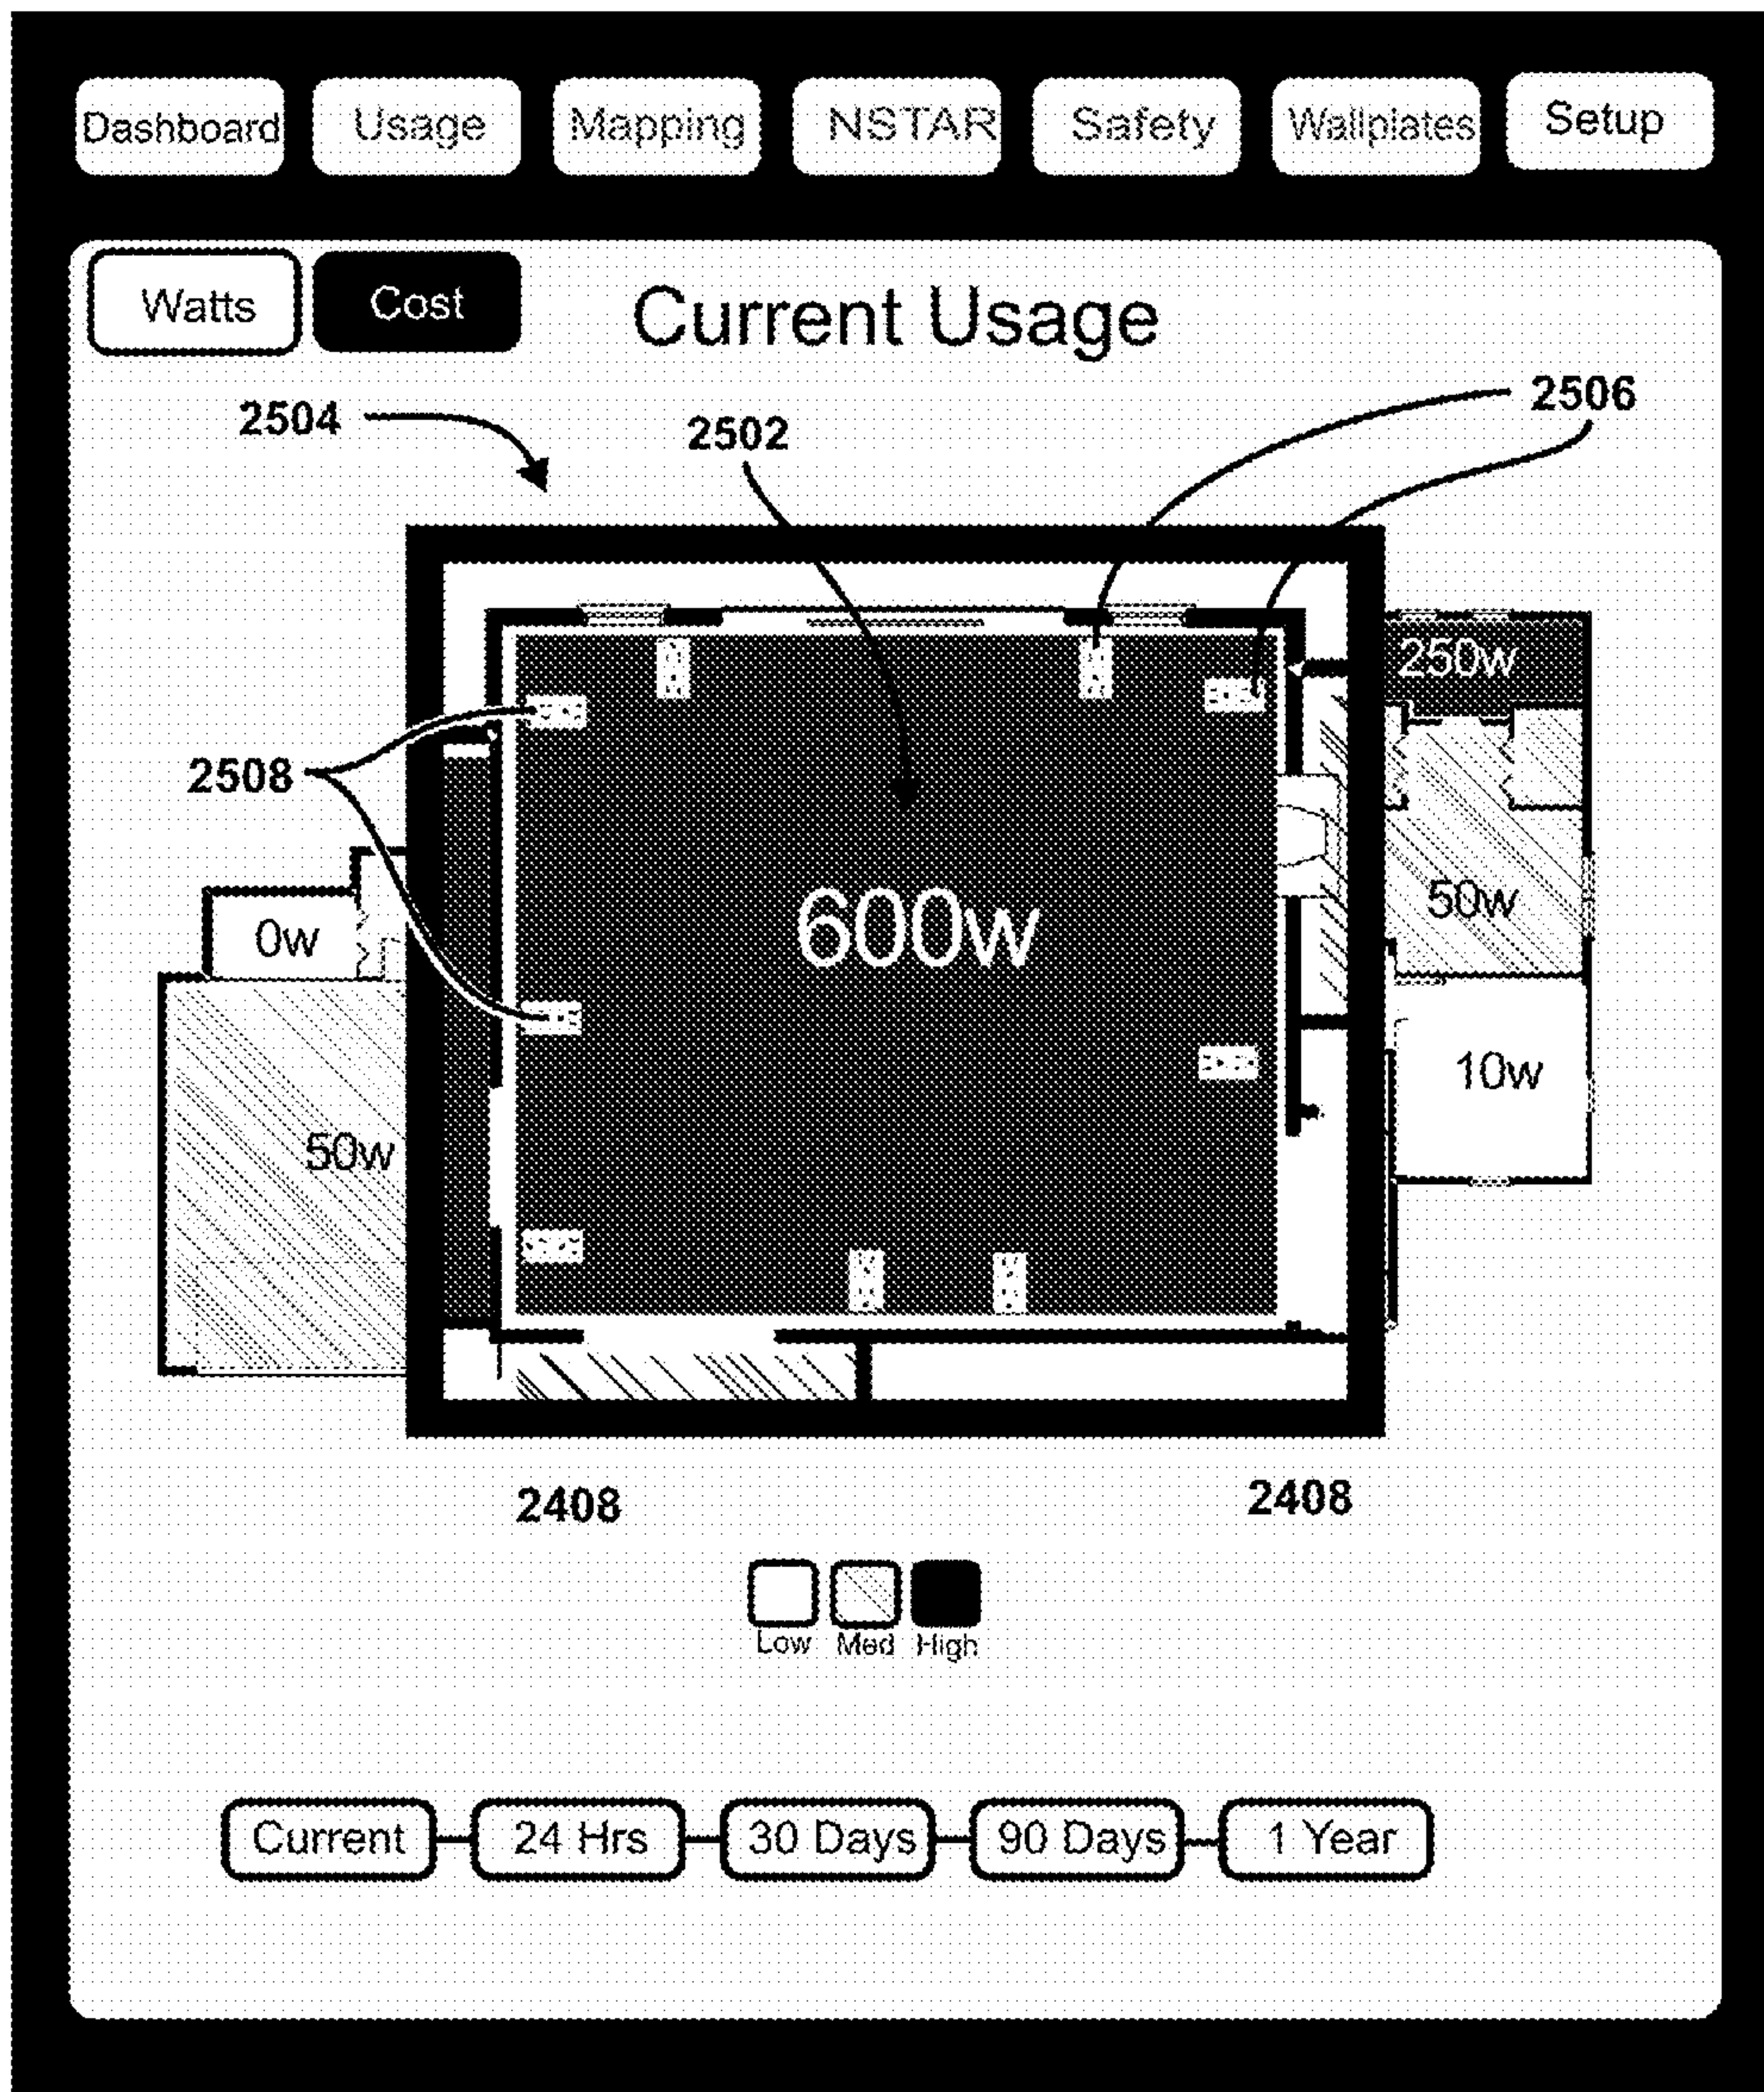 Dashboard Usage Mapping NSTAR Safety Wallplates Setup
Watts Cost Current Usage
2504 2502 2506
250w
2508
600w
50w
0w
10w
50w
2408 2408
Low Med High
Current 24 Hrs 30 Days 90 Days 1 Year